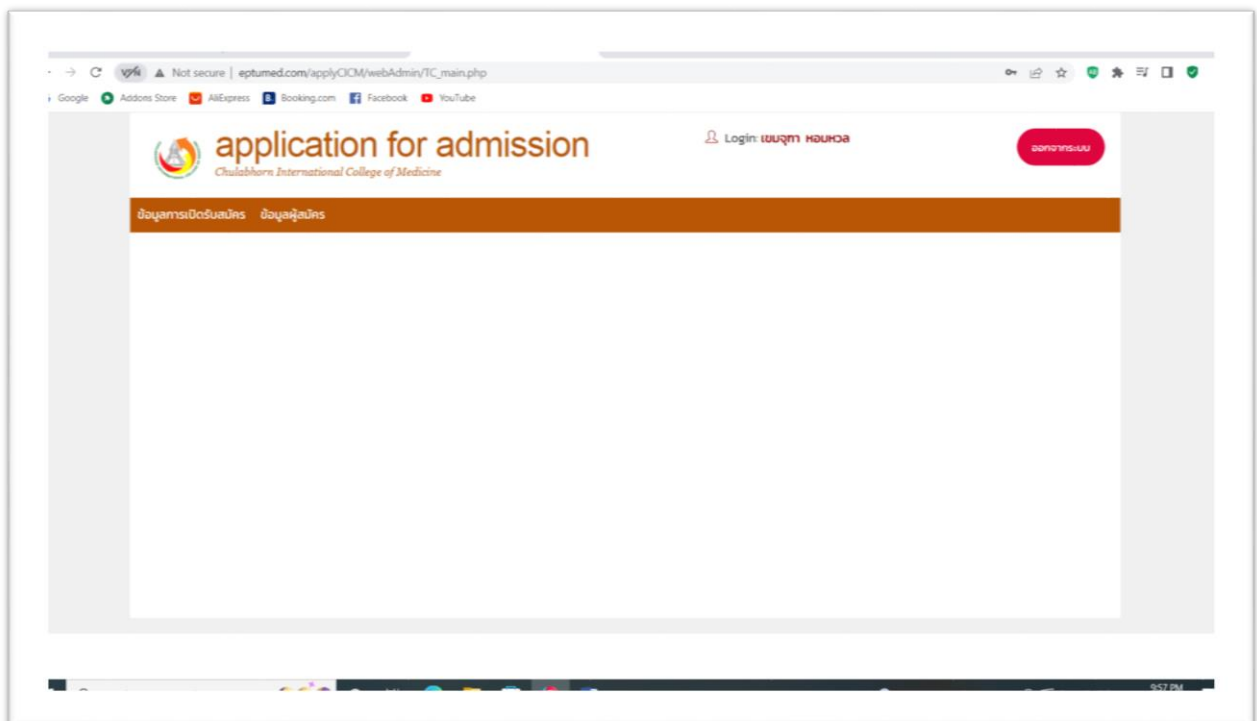 Not secure | eptumed.com/applyCICM/webAdmin/TC_main.php
Google Addons Store AliExpress Booking.com Facebook YouTube
application for admission
Chulabhorn International College of Medicine
Login: เขมจุฑา หอมหวล
ออกจากระบบ
ข้อมูลการเปิดรับสมัคร ข้อมูลผู้สมัคร
9:57 PM